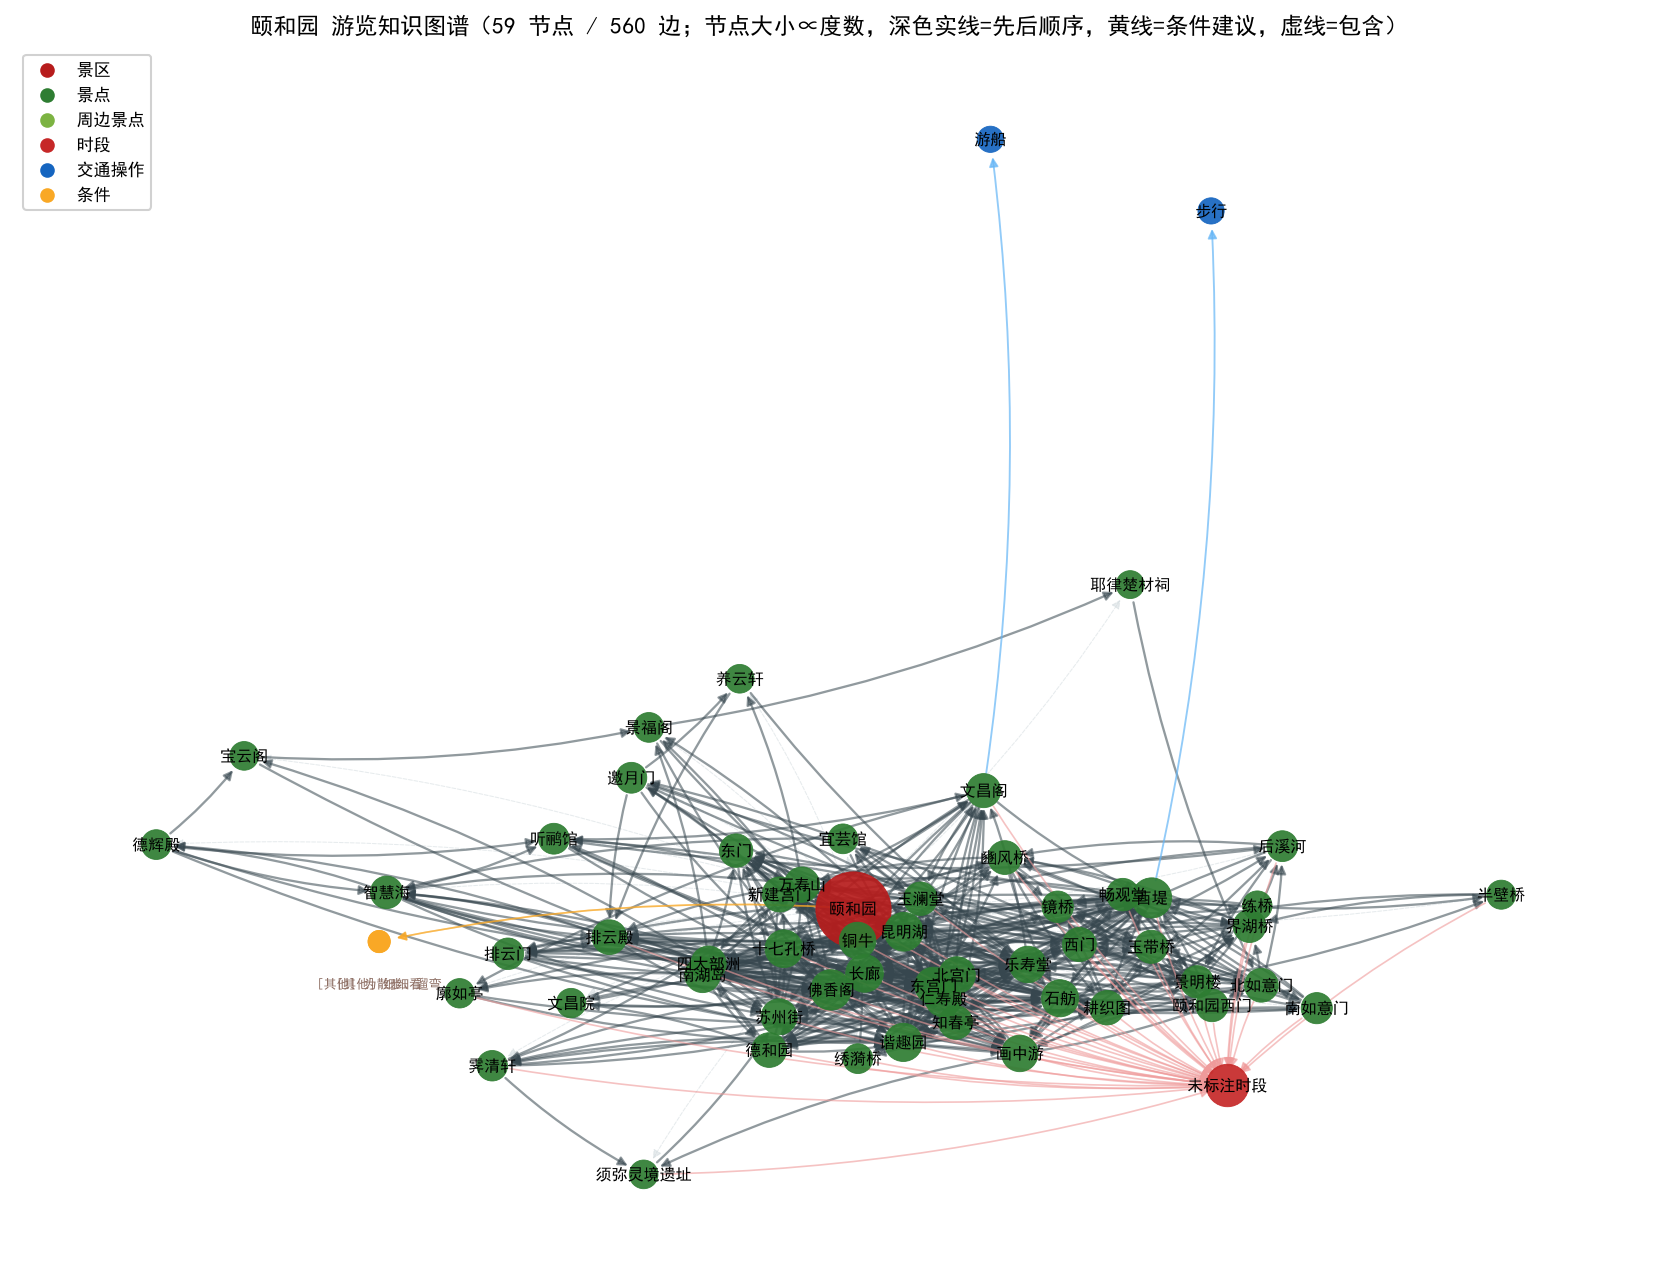 颐和园 游览知识图谱（59 节点 / 560 边；节点大小∝度数，深色实线=先后顺序，黄线=条件建议，虚线=包含）
景区
景点
周边景点
时段
交通操作
条件
游船
步行
耶律楚材祠
养云轩
景福阁
宝云阁
邀月门
文昌阁
听鹂馆
宜芸馆
德辉殿
东门
后溪河
豳风桥
智慧海
万寿山
新建宫门
玉澜堂
畅观堂
西堤
半壁桥
颐和园
镜桥
练桥
界湖桥
排云殿
铜牛
昆明湖
西门
玉带桥
十七孔桥
排云门
四大部洲
南湖岛
长廊
北宫门
乐寿堂
景明楼
北如意门
廓如亭
佛香阁
东宫门
仁寿殿
石舫
文昌院
耕织图
颐和园西门
南如意门
苏州街
知春亭
德和园
谐趣园
绣漪桥
画中游
霁清轩
未标注时段
须弥灵境遗址